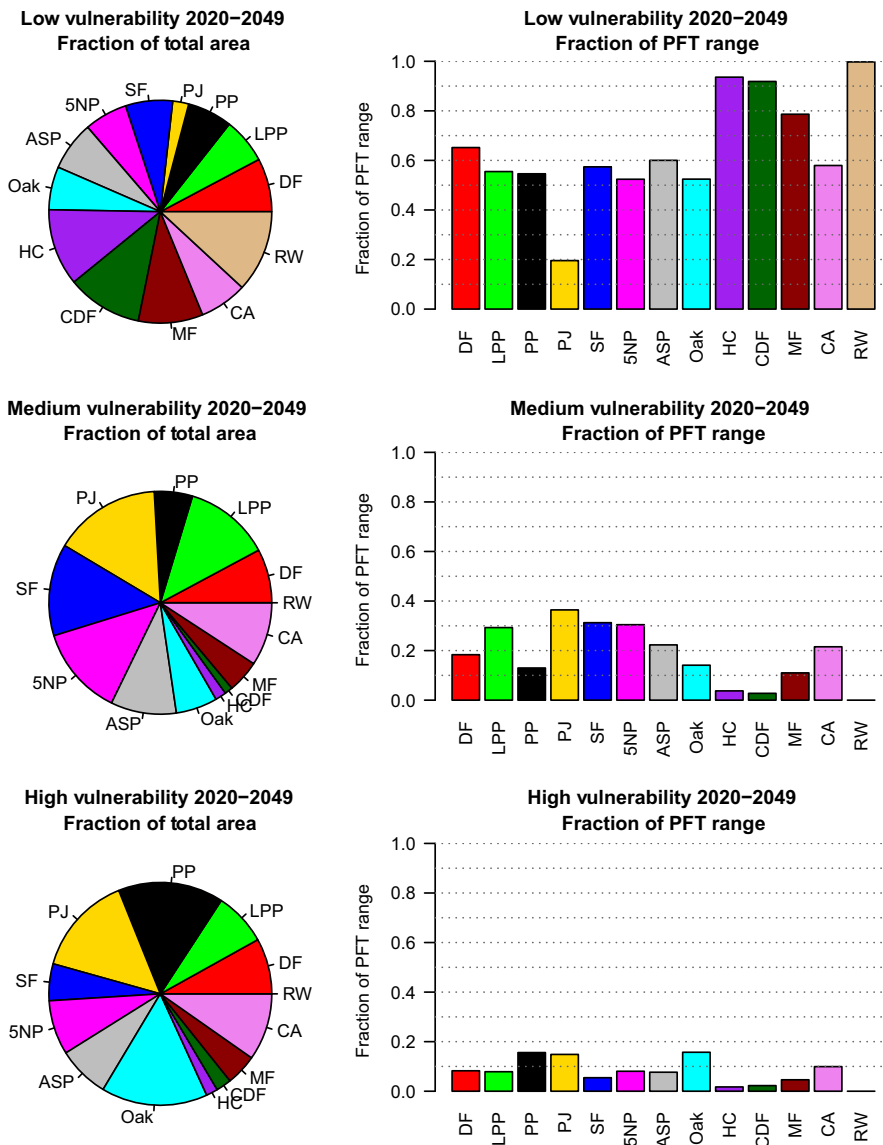 Low vulnerability 2020−2049
Fraction of total area
DF
LPP
PP
PJ
SF
5NP
ASP
Oak
HC
CDF
MF
CA
RW
Low vulnerability 2020−2049
Fraction of PFT range
Fraction of PFT range
1.0
0.8
0.6
0.4
0.2
0.0
DF
LPP
PP
PJ
SF
5NP
ASP
Oak
HC
CDF
MF
CA
RW
Medium vulnerability 2020−2049
Fraction of total area
DF
LPP
PP
PJ
SF
5NP
ASP
Oak
HC
CDF
MF
CA
RW
Medium vulnerability 2020−2049
Fraction of PFT range
Fraction of PFT range
1.0
0.8
0.6
0.4
0.2
0.0
DF
LPP
PP
PJ
SF
5NP
ASP
Oak
HC
CDF
MF
CA
RW
High vulnerability 2020−2049
Fraction of total area
DF
LPP
PP
PJ
SF
5NP
ASP
Oak
HC
CDF
MF
CA
RW
High vulnerability 2020−2049
Fraction of PFT range
Fraction of PFT range
1.0
0.8
0.6
0.4
0.2
0.0
DF
LPP
PP
PJ
SF
5NP
ASP
Oak
HC
CDF
MF
CA
RW